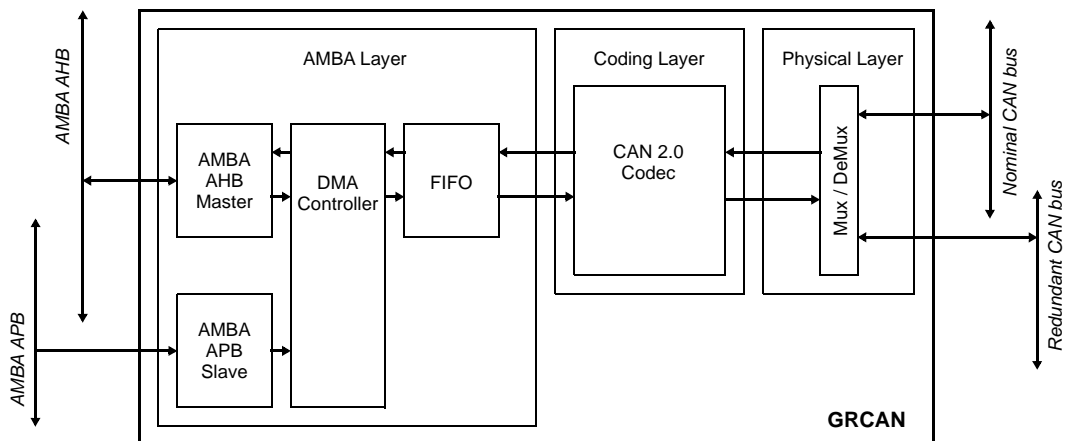 AMBA AHB
AMBA APB
AMBA Layer
AMBA
AHB
Master
DMA
Controller
FIFO
AMBA
APB
Slave
Coding Layer
CAN 2.0
Codec
Physical Layer
Mux / DeMux
Nominal CAN bus
Redundant CAN bus
GRCAN